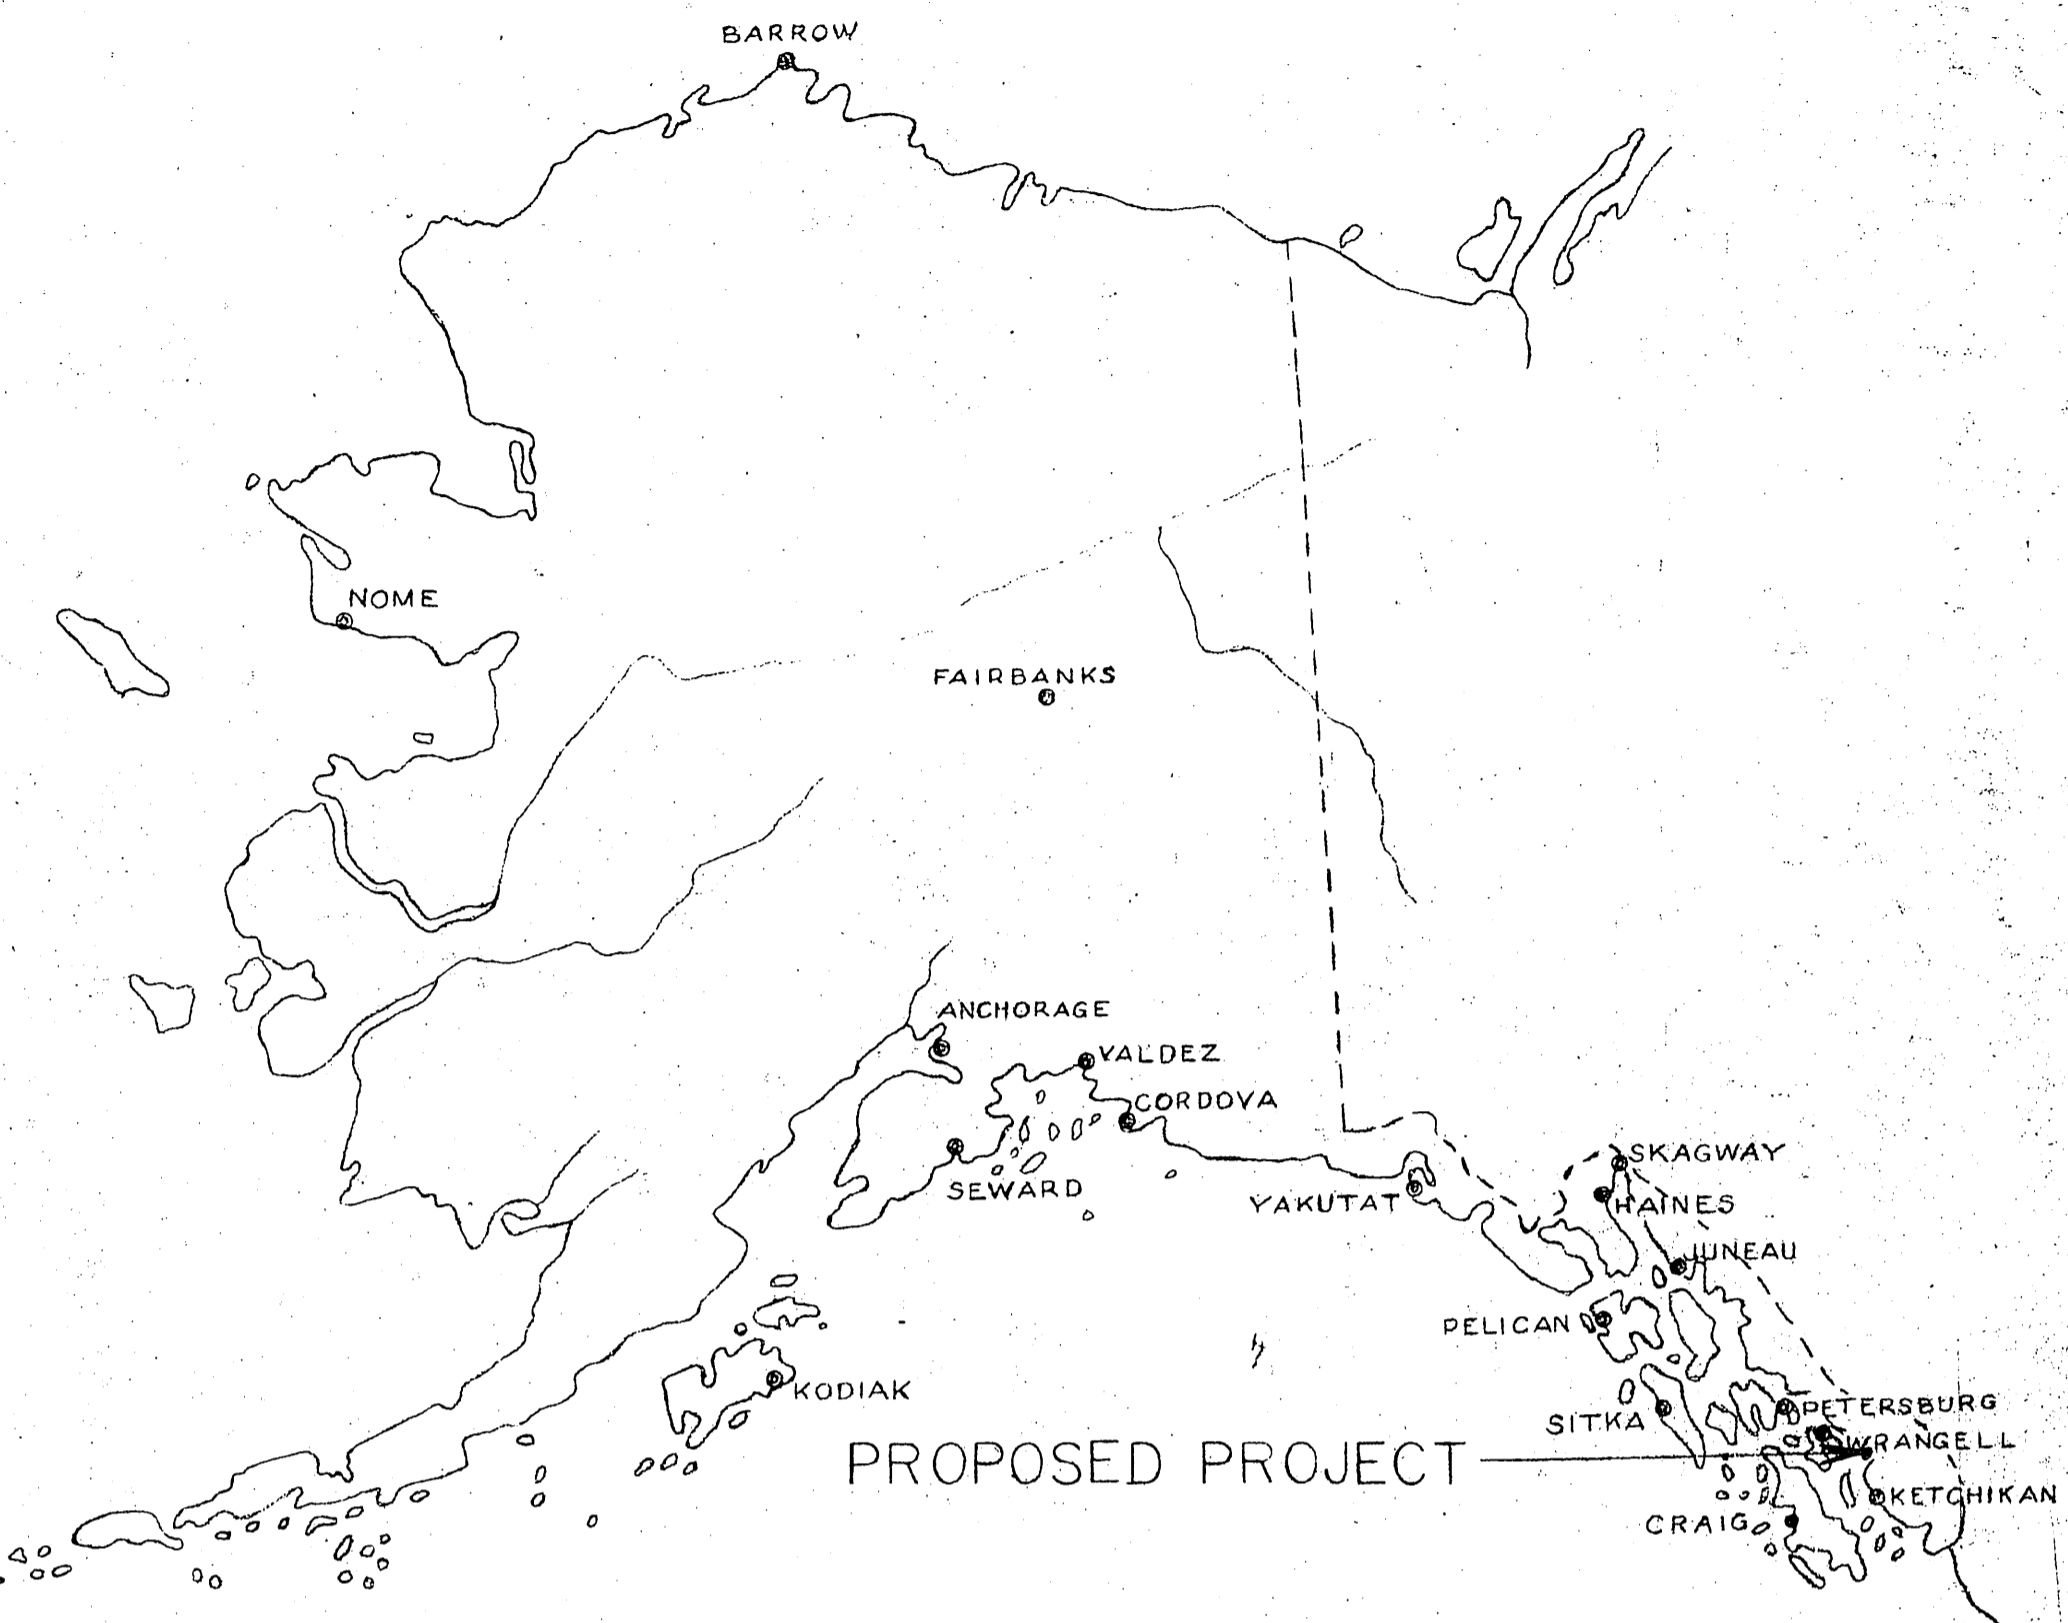 BARROW
NOME
FAIRBANKS
ANCHORAGE
VALDEZ
CORDOVA
SEWARD
YAKUTAT
SKAGWAY
HAINES
JUNEAU
PELICAN
KODIAK
SITKA
PETERSBURG
WRANGELL
PROPOSED PROJECT
KETCHIKAN
CRAIG